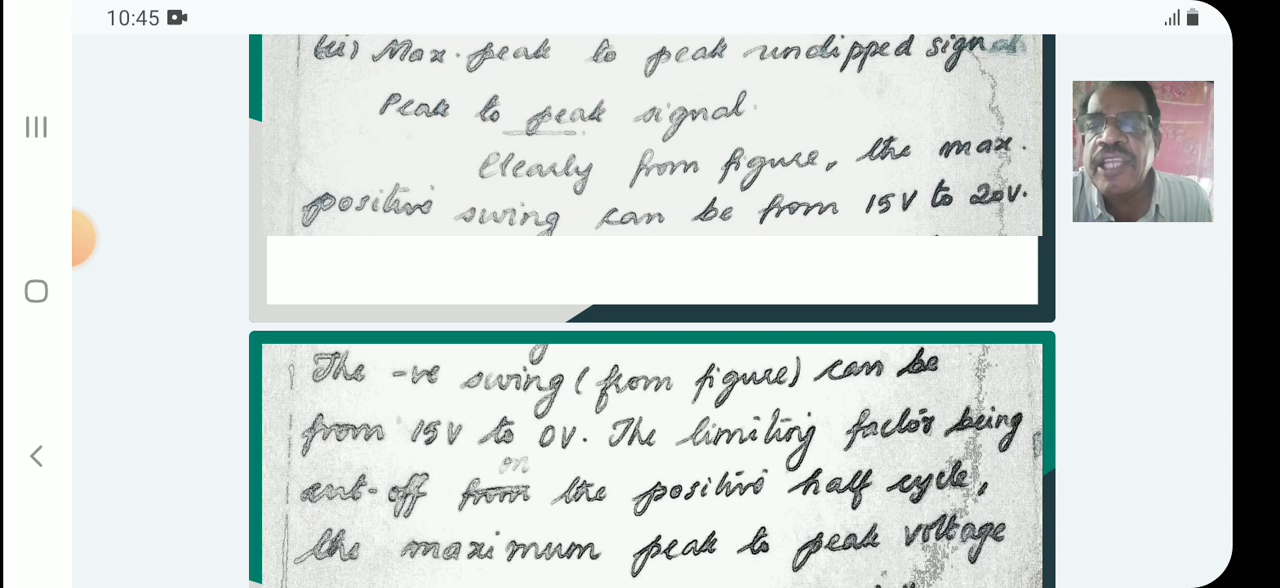 10:45
(iii) Max. peak to peak unclipped signal
Peak to peak signal.
Clearly from figure, the max.
positive swing can be from 15V to 20V.
The -ve swing (from figure) can be
from 15V to 0V. The limiting factor being
on
cut-off from the positive half cycle,
the maximum peak to peak voltage